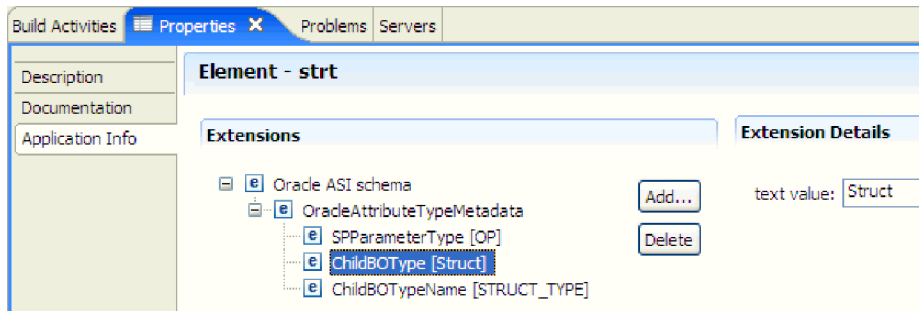 Build Activities Properties Problems Servers
Element - strt
Description
Documentation
Application Info
Extensions
Extension Details
Oracle ASI schema
Add...
text value: Struct
OracleAttributeTypeMetadata
SPParameterType [OP]
Delete
ChildBOType [Struct]
ChildBOTypeName [STRUCT_TYPE]